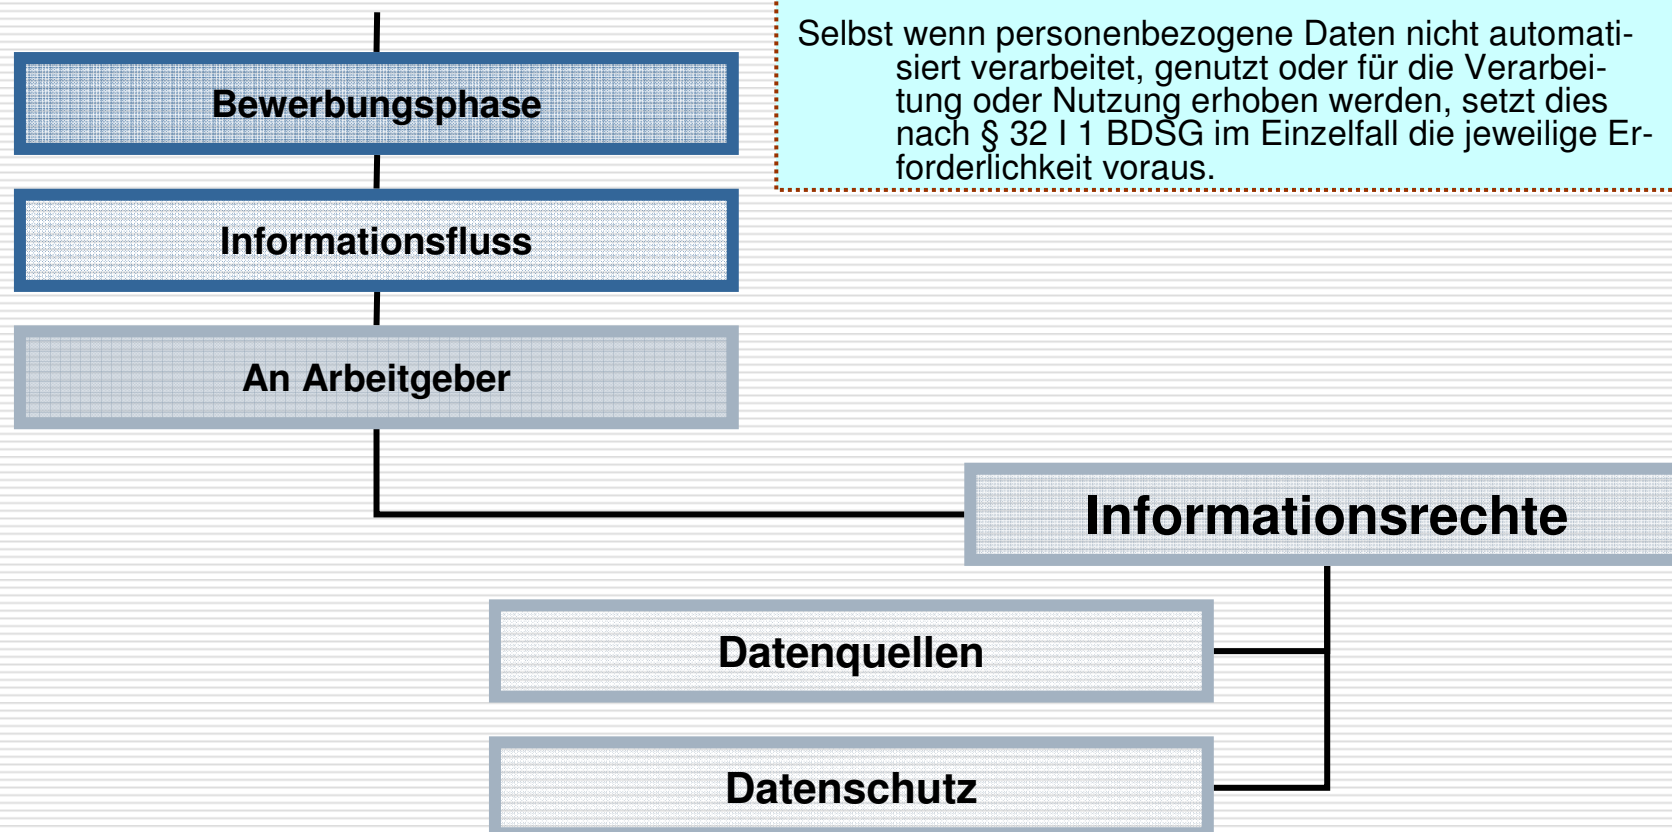 Selbst wenn personenbezogene Daten nicht automati-
siert verarbeitet, genutzt oder für die Verarbei-
tung oder Nutzung erhoben werden, setzt dies
nach § 32 I 1 BDSG im Einzelfall die jeweilige Er-
forderlichkeit voraus.
Bewerbungsphase
Informationsfluss
An Arbeitgeber
Informationsrechte
Datenquellen
Datenschutz